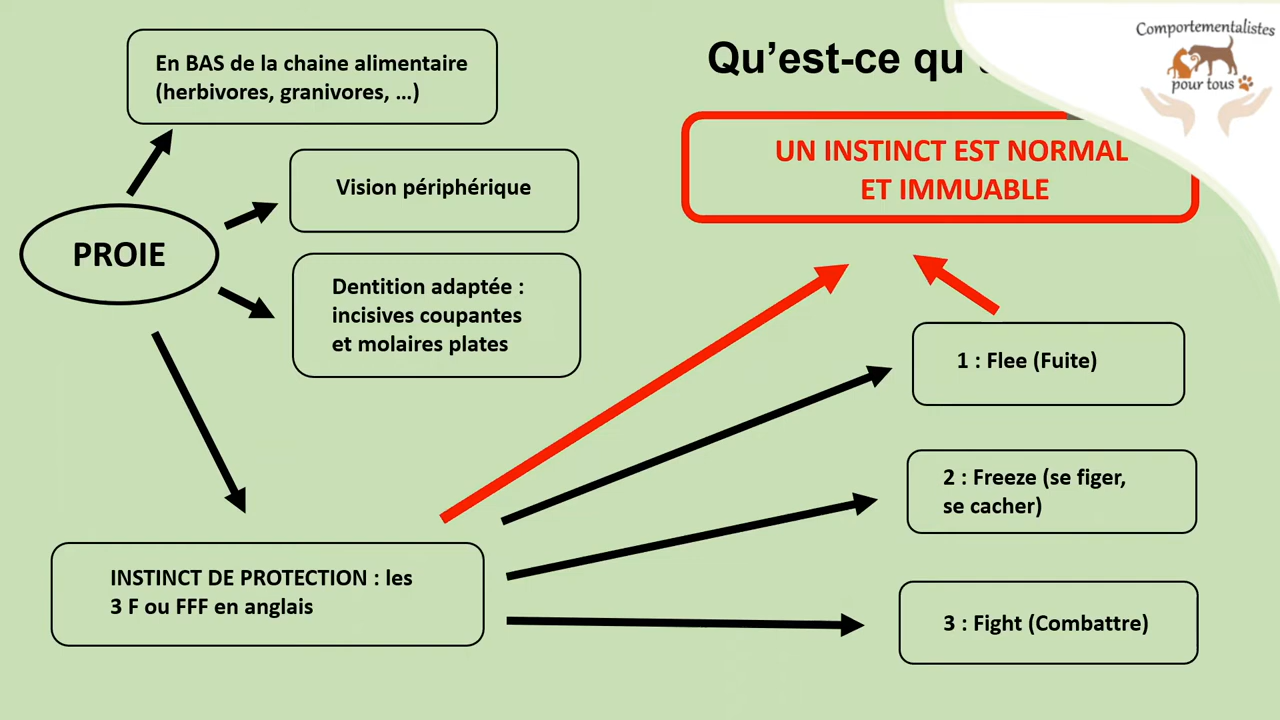 Qu’est-ce qu
Comportementalistes
pour tous
En BAS de la chaine alimentaire
(herbivores, granivores, …)
UN INSTINCT EST NORMAL
ET IMMUABLE
Vision périphérique
PROIE
Dentition adaptée :
incisives coupantes
et molaires plates
1 : Flee (Fuite)
2 : Freeze (se figer,
se cacher)
INSTINCT DE PROTECTION : les
3 F ou FFF en anglais
3 : Fight (Combattre)